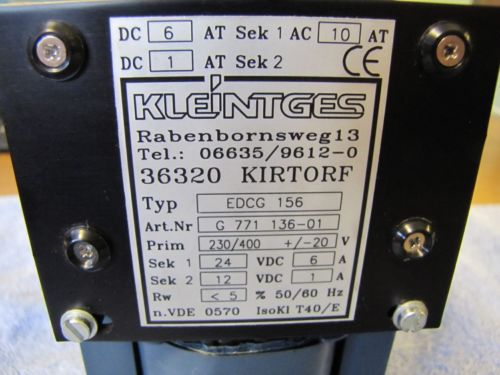 DC 6 AT Sek 1 AC 10 AT
DC 1 AT Sek 2 CE
KLEINTGES
Rabenbornsweg13
Tel.: 06635/9612-0
36320 KIRTORF
Typ EDCG 156
Art.Nr G 771 136-01
Prim 230/400 +/-20 V
Sek 1 24 VDC 6 A
Sek 2 12 VDC 1 A
Rw < 5 % 50/60 Hz
n.VDE 0570 IsoKl T40/E